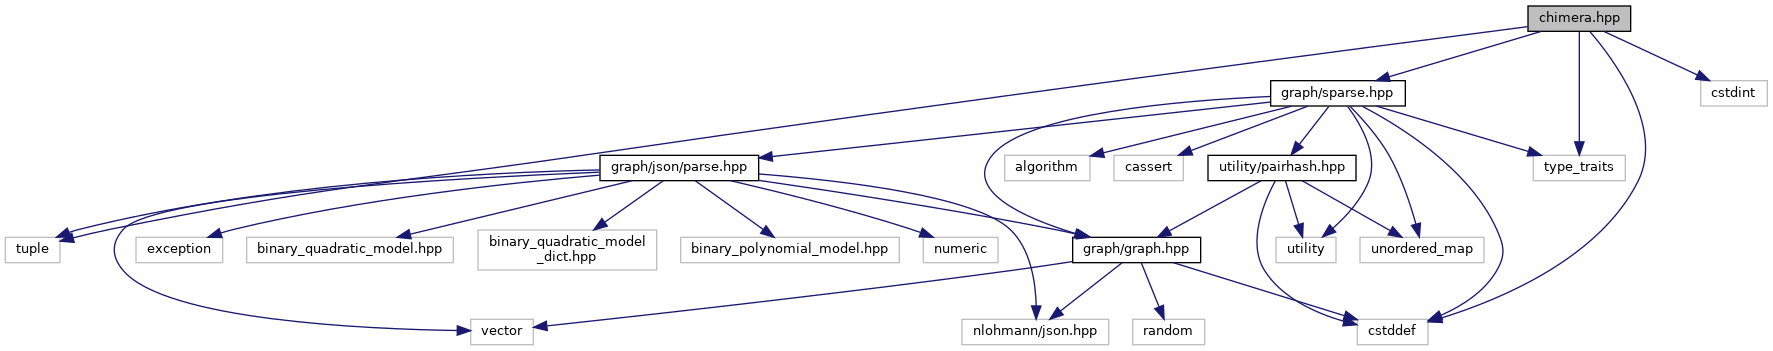 chimera.hpp
graph/sparse.hpp
cstdint
graph/json/parse.hpp
algorithm
cassert
utility/pairhash.hpp
type_traits
tuple
exception
binary_quadratic_model.hpp
binary_quadratic_model
_dict.hpp
binary_polynomial_model.hpp
numeric
graph/graph.hpp
utility
unordered_map
vector
nlohmann/json.hpp
random
cstddef